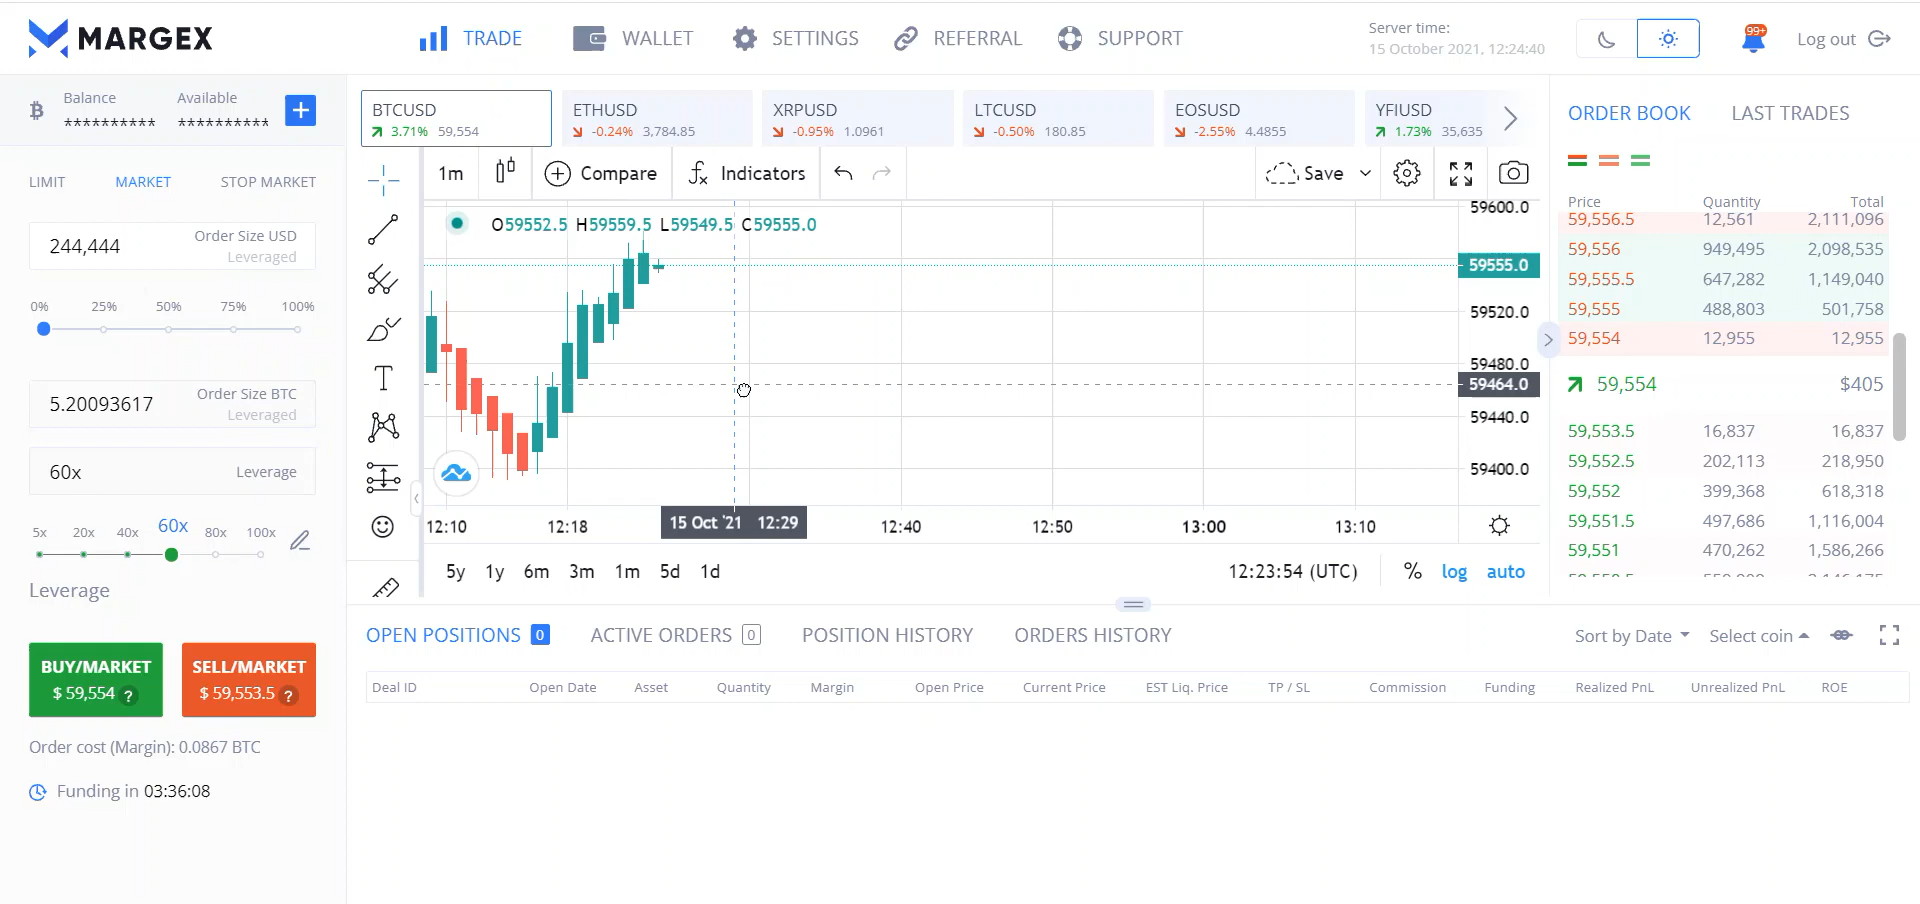 MARGEX
TRADE
WALLET
SETTINGS
REFERRAL
SUPPORT
Server time:
15 October 2021, 12:24:40
99+
Log out
Balance
**********
Available
**********
LIMIT
MARKET
STOP MARKET
244,444
Order Size USD
Leveraged
0% 25% 50% 75% 100%
5.20093617
Order Size BTC
Leveraged
60x
Leverage
5x 20x 40x 60x 80x 100x
Leverage
BUY/MARKET
$ 59,554 ?
SELL/MARKET
$ 59,553.5 ?
Order cost (Margin): 0.0867 BTC
Funding in 03:36:08
BTCUSD
3.71% 59,554
ETHUSD
-0.24% 3,784.85
XRPUSD
-0.95% 1.0961
LTCUSD
-0.50% 180.85
EOSUSD
-2.55% 4.4855
YFIUSD
1.73% 35,635
1m
Compare
Indicators
Save
O59552.5 H59559.5 L59549.5 C59555.0
T
59600.0
59555.0
59520.0
59480.0
59464.0
59440.0
59400.0
12:10 12:18 15 Oct '21 12:29 12:40 12:50 13:00 13:10
5y 1y 6m 3m 1m 5d 1d
12:23:54 (UTC)
% log auto
ORDER BOOK
LAST TRADES
Price Quantity Total
59,556.5 12,561 2,111,096
59,556 949,495 2,098,535
59,555.5 647,282 1,149,040
59,555 488,803 501,758
59,554 12,955 12,955
59,554 $405
59,553.5 16,837 16,837
59,552.5 202,113 218,950
59,552 399,368 618,318
59,551.5 497,686 1,116,004
59,551 470,262 1,586,266
OPEN POSITIONS 0
ACTIVE ORDERS 0
POSITION HISTORY
ORDERS HISTORY
Sort by Date
Select coin
Deal ID Open Date Asset Quantity Margin Open Price Current Price EST Liq. Price TP / SL Commission Funding Realized PnL Unrealized PnL ROE